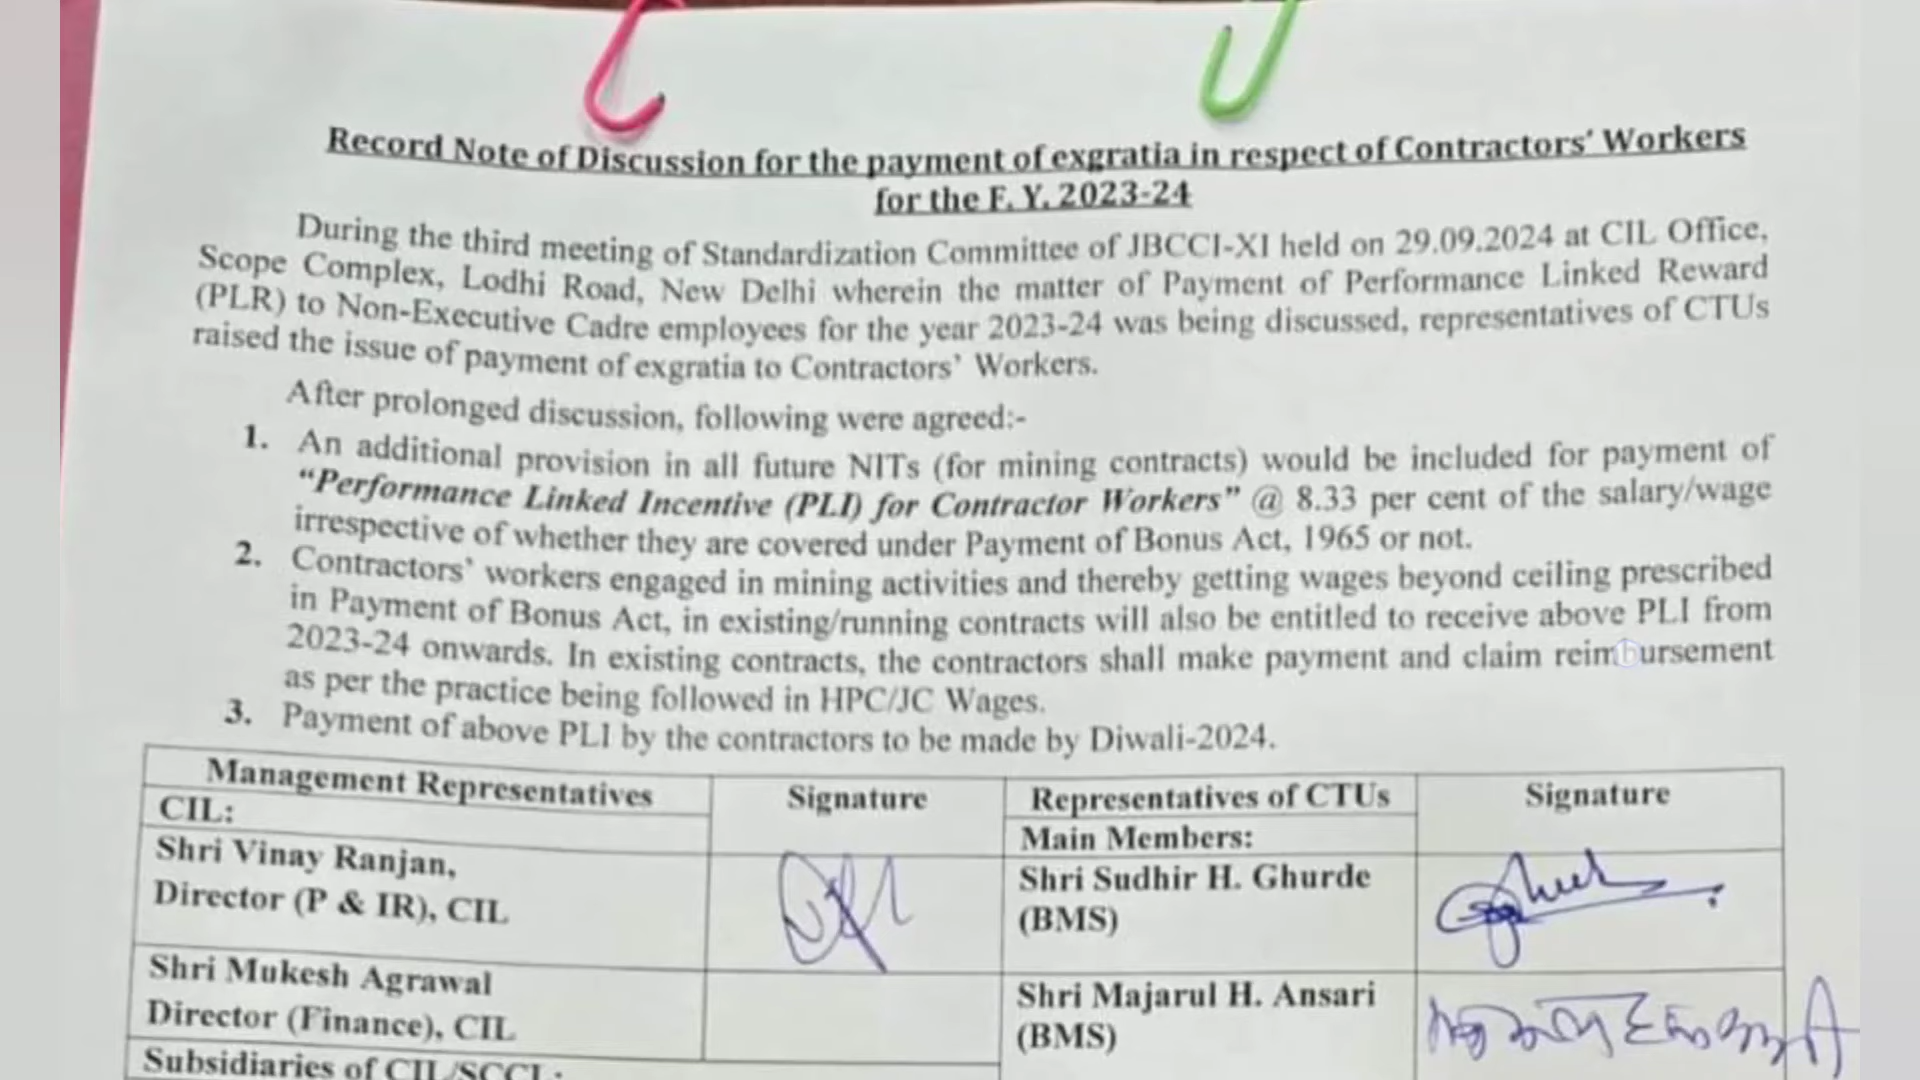 Record Note of Discussion for the payment of exgratia in respect of Contractors' Workers
for the F. Y. 2023-24
During the third meeting of Standardization Committee of JBCCI-XI held on 29.09.2024 at CIL Office,
Scope Complex, Lodhi Road, New Delhi wherein the matter of Payment of Performance Linked Reward
(PLR) to Non-Executive Cadre employees for the year 2023-24 was being discussed, representatives of CTUs
raised the issue of payment of exgratia to Contractors' Workers.
After prolonged discussion, following were agreed:-
1. An additional provision in all future NITs (for mining contracts) would be included for payment of
"Performance Linked Incentive (PLI) for Contractor Workers" @ 8.33 per cent of the salary/wage
irrespective of whether they are covered under Payment of Bonus Act, 1965 or not.
2. Contractors' workers engaged in mining activities and thereby getting wages beyond ceiling prescribed
in Payment of Bonus Act, in existing/running contracts will also be entitled to receive above PLI from
2023-24 onwards. In existing contracts, the contractors shall make payment and claim reimbursement
as per the practice being followed in HPC/JC Wages.
3. Payment of above PLI by the contractors to be made by Diwali-2024.
Management Representatives Signature Representatives of CTUs Signature
CIL: Main Members:
Shri Vinay Ranjan, Shri Sudhir H. Ghurde
Director (P & IR), CIL (BMS)
Shri Mukesh Agrawal Shri Majarul H. Ansari
Director (Finance), CIL (BMS)
Subsidiaries of CIL/SCCL: